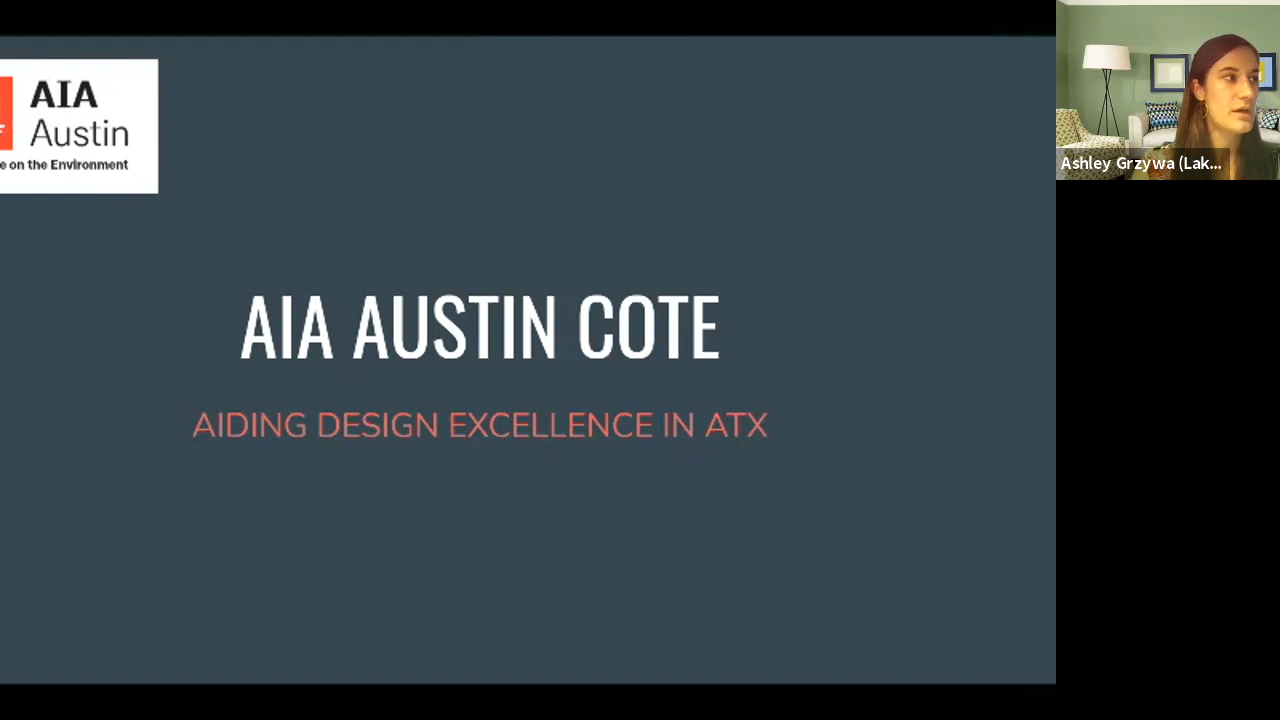 AIA
Austin
e on the Environment
AIA AUSTIN COTE
AIDING DESIGN EXCELLENCE IN ATX
Ashley Grzywa (Lak...